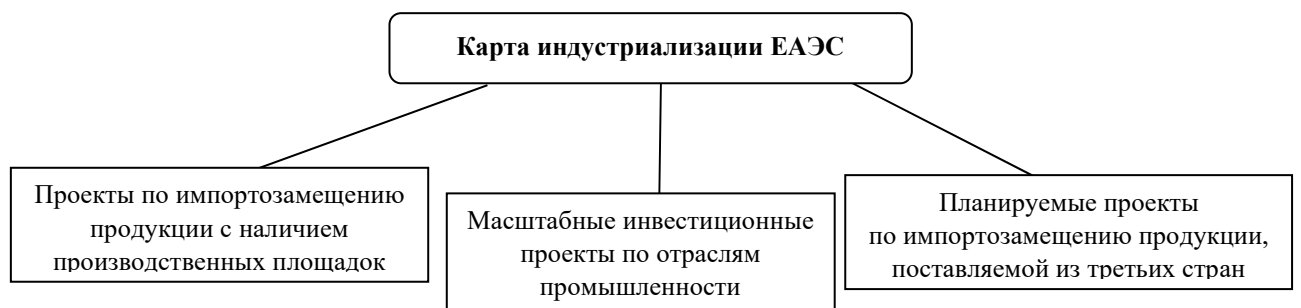 Карта индустриализации ЕАЭС
Проекты по импортозамещению
продукции с наличием
производственных площадок
Масштабные инвестиционные
проекты по отраслям
промышленности
Планируемые проекты
по импортозамещению продукции,
поставляемой из третьих стран